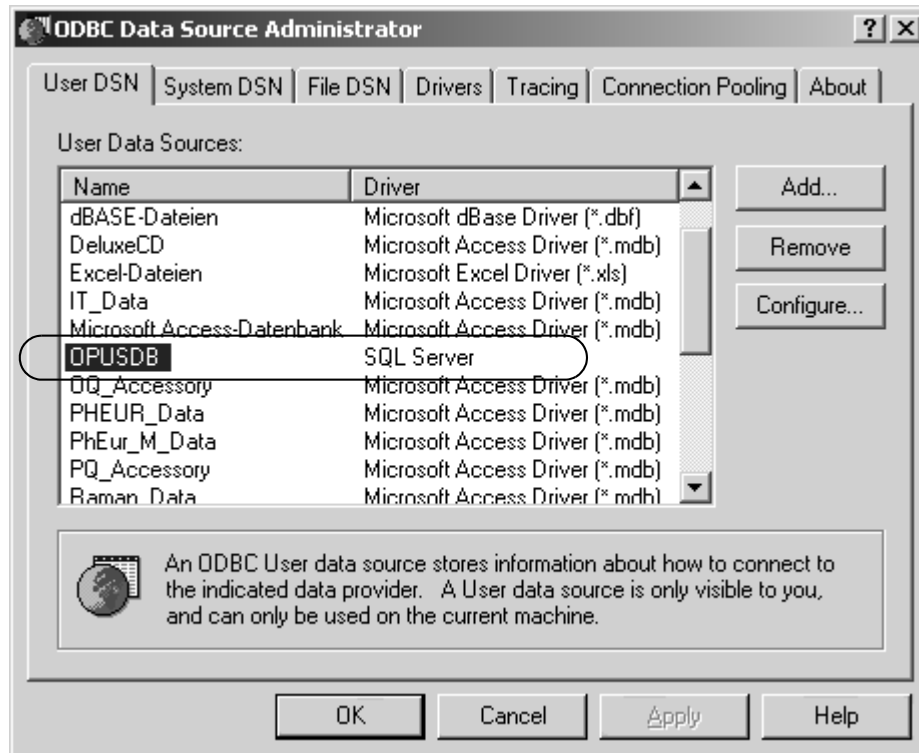 ODBC Data Source Administrator
User DSN System DSN File DSN Drivers Tracing Connection Pooling About
User Data Sources:
Name Driver
dBASE-Dateien Microsoft dBase Driver (*.dbf)
DeluxeCD Microsoft Access Driver (*.mdb)
Excel-Dateien Microsoft Excel Driver (*.xls)
IT_Data Microsoft Access Driver (*.mdb)
Microsoft Access-Datenbank Microsoft Access Driver (*.mdb)
OPUSDB SQL Server
OQ_Accessory Microsoft Access Driver (*.mdb)
PHEUR_Data Microsoft Access Driver (*.mdb)
PhEur_M_Data Microsoft Access Driver (*.mdb)
PQ_Accessory Microsoft Access Driver (*.mdb)
Raman_Data Microsoft Access Driver (*.mdb)
Add...
Remove
Configure...
An ODBC User data source stores information about how to connect to
the indicated data provider. A User data source is only visible to you,
and can only be used on the current machine.
OK Cancel Apply Help